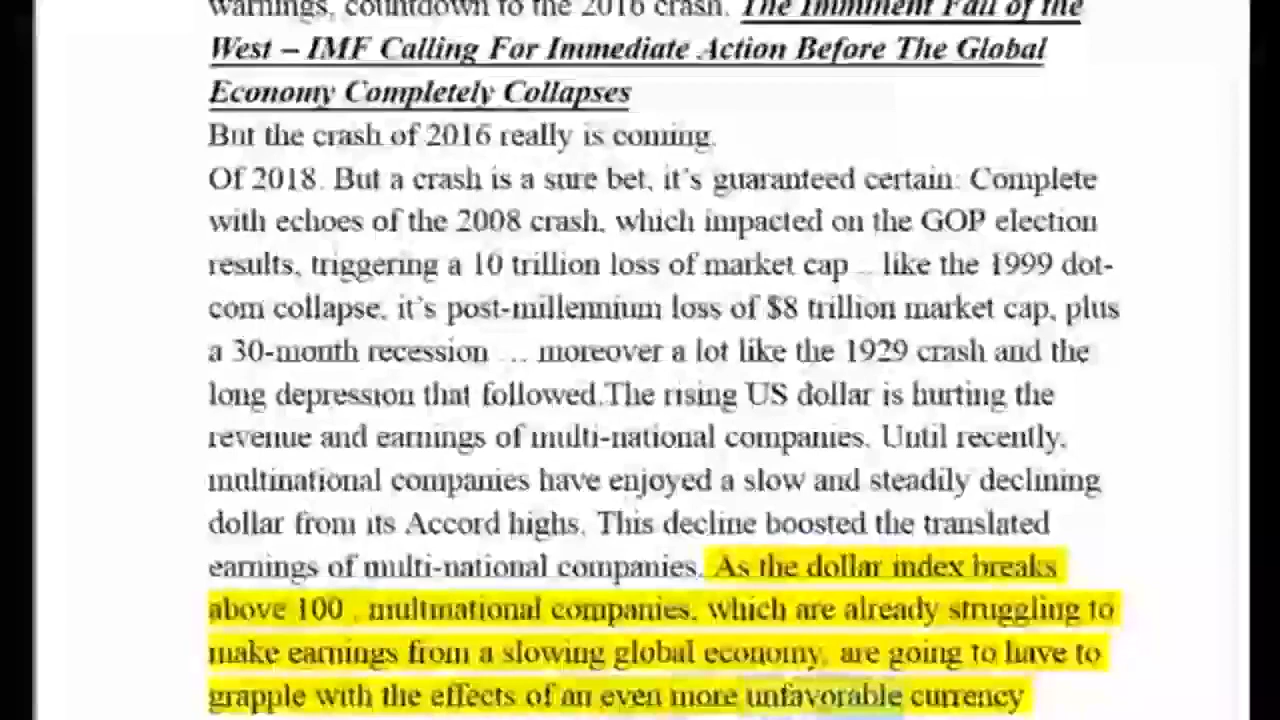 warnings, countdown to the 2016 crash. The Imminent Fall of the
West – IMF Calling For Immediate Action Before The Global
Economy Completely Collapses
But the crash of 2016 really is coming.
Of 2018. But a crash is a sure bet, it's guaranteed certain: Complete
with echoes of the 2008 crash, which impacted on the GOP election
results, triggering a 10 trillion loss of market cap … like the 1999 dot-
com collapse, it's post-millennium loss of $8 trillion market cap, plus
a 30-month recession … moreover a lot like the 1929 crash and the
long depression that followed.The rising US dollar is hurting the
revenue and earnings of multi-national companies. Until recently,
multinational companies have enjoyed a slow and steadily declining
dollar from its Accord highs. This decline boosted the translated
earnings of multi-national companies. As the dollar index breaks
above 100 , multinational companies, which are already struggling to
make earnings from a slowing global economy, are going to have to
grapple with the effects of an even more unfavorable currency